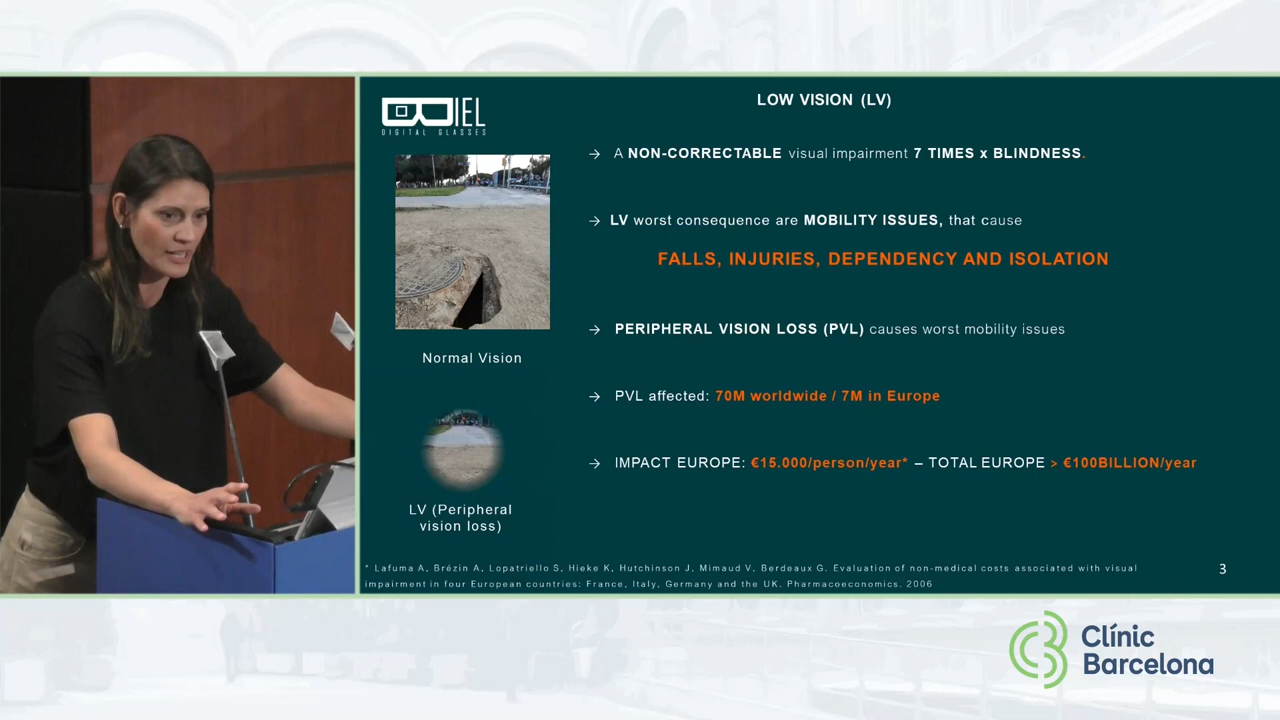 IEL
DIGITAL GLASSES
LOW VISION (LV)
→ A NON-CORRECTABLE visual impairment 7 TIMES x BLINDNESS.
→ LV worst consequence are MOBILITY ISSUES, that cause
FALLS, INJURIES, DEPENDENCY AND ISOLATION
→ PERIPHERAL VISION LOSS (PVL) causes worst mobility issues
→ PVL affected: 70M worldwide / 7M in Europe
→ IMPACT EUROPE: €15.000/person/year* – TOTAL EUROPE > €100BILLION/year
Normal Vision
LV (Peripheral
vision loss)
* Lafuma A, Brézin A, Lopatriello S, Hieke K, Hutchinson J, Mimaud V, Berdeaux G. Evaluation of non-medical costs associated with visual
impairment in four European countries: France, Italy, Germany and the UK. Pharmacoeconomics. 2006
3
Clínic
Barcelona